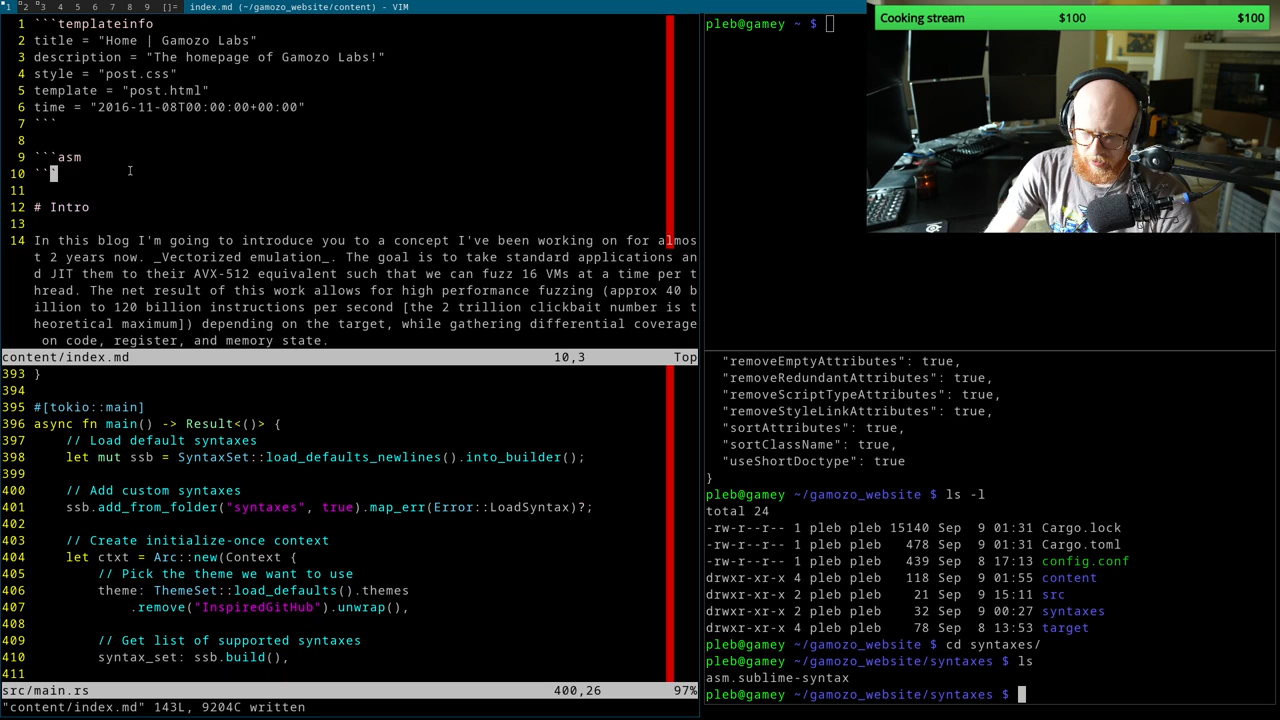 1 2 3 4 5 6 7 8 9 []= index.md (~/gamozo_website/content) - VIM
1 ```templateinfo
2 title = "Home | Gamozo Labs"
3 description = "The homepage of Gamozo Labs!"
4 style = "post.css"
5 template = "post.html"
6 time = "2016-11-08T00:00:00+00:00"
7 ```
8
9 ```asm
10 ```
11
12 # Intro
13
14 In this blog I'm going to introduce you to a concept I've been working on for almos
t 2 years now. _Vectorized emulation_. The goal is to take standard applications an
d JIT them to their AVX-512 equivalent such that we can fuzz 16 VMs at a time per t
hread. The net result of this work allows for high performance fuzzing (approx 40 b
illion to 120 billion instructions per second [the 2 trillion clickbait number is t
heoretical maximum]) depending on the target, while gathering differential coverage
on code, register, and memory state.
content/index.md 10,3 Top
393 }
394
395 #[tokio::main]
396 async fn main() -> Result<()> {
397 // Load default syntaxes
398 let mut ssb = SyntaxSet::load_defaults_newlines().into_builder();
399
400 // Add custom syntaxes
401 ssb.add_from_folder("syntaxes", true).map_err(Error::LoadSyntax)?;
402
403 // Create initialize-once context
404 let ctxt = Arc::new(Context {
405 // Pick the theme we want to use
406 theme: ThemeSet::load_defaults().themes
407 .remove("InspiredGitHub").unwrap(),
408
409 // Get list of supported syntaxes
410 syntax_set: ssb.build(),
411
src/main.rs 400,26 97%
"content/index.md" 143L, 9204C written
pleb@gamey ~ $
Cooking stream $100 $100
"removeEmptyAttributes": true,
"removeRedundantAttributes": true,
"removeScriptTypeAttributes": true,
"removeStyleLinkAttributes": true,
"sortAttributes": true,
"sortClassName": true,
"useShortDoctype": true
}
pleb@gamey ~/gamozo_website $ ls -l
total 24
-rw-r--r-- 1 pleb pleb 15140 Sep 9 01:31 Cargo.lock
-rw-r--r-- 1 pleb pleb 478 Sep 9 01:31 Cargo.toml
-rw-r--r-- 1 pleb pleb 439 Sep 8 17:13 config.conf
drwxr-xr-x 4 pleb pleb 118 Sep 9 01:55 content
drwxr-xr-x 2 pleb pleb 21 Sep 9 15:11 src
drwxr-xr-x 2 pleb pleb 32 Sep 9 00:27 syntaxes
drwxr-xr-x 4 pleb pleb 78 Sep 8 13:53 target
pleb@gamey ~/gamozo_website $ cd syntaxes/
pleb@gamey ~/gamozo_website/syntaxes $ ls
asm.sublime-syntax
pleb@gamey ~/gamozo_website/syntaxes $